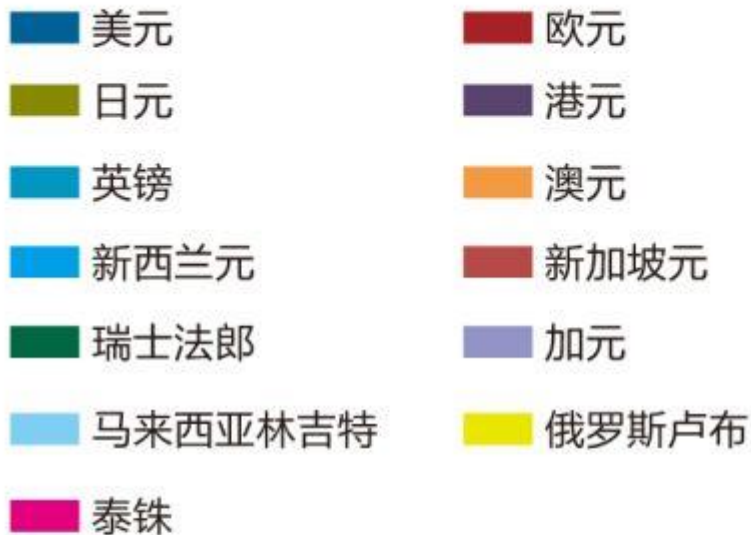 美元
欧元
日元
港元
英镑
澳元
新西兰元
新加坡元
瑞士法郎
加元
马来西亚林吉特
俄罗斯卢布
泰铢